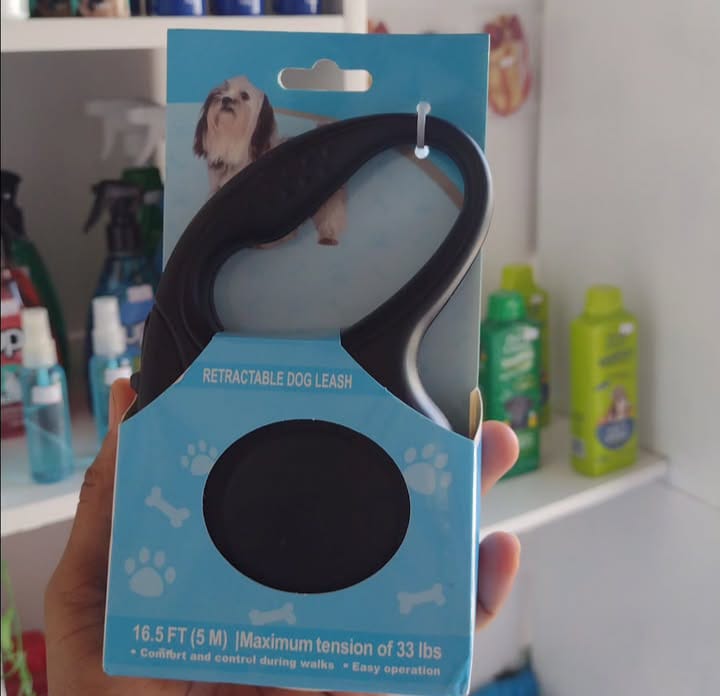 RETRACTABLE DOG LEASH
16.5 FT (5 M) |Maximum tension of 33 lbs
• Comfort and control during walks • Easy operation